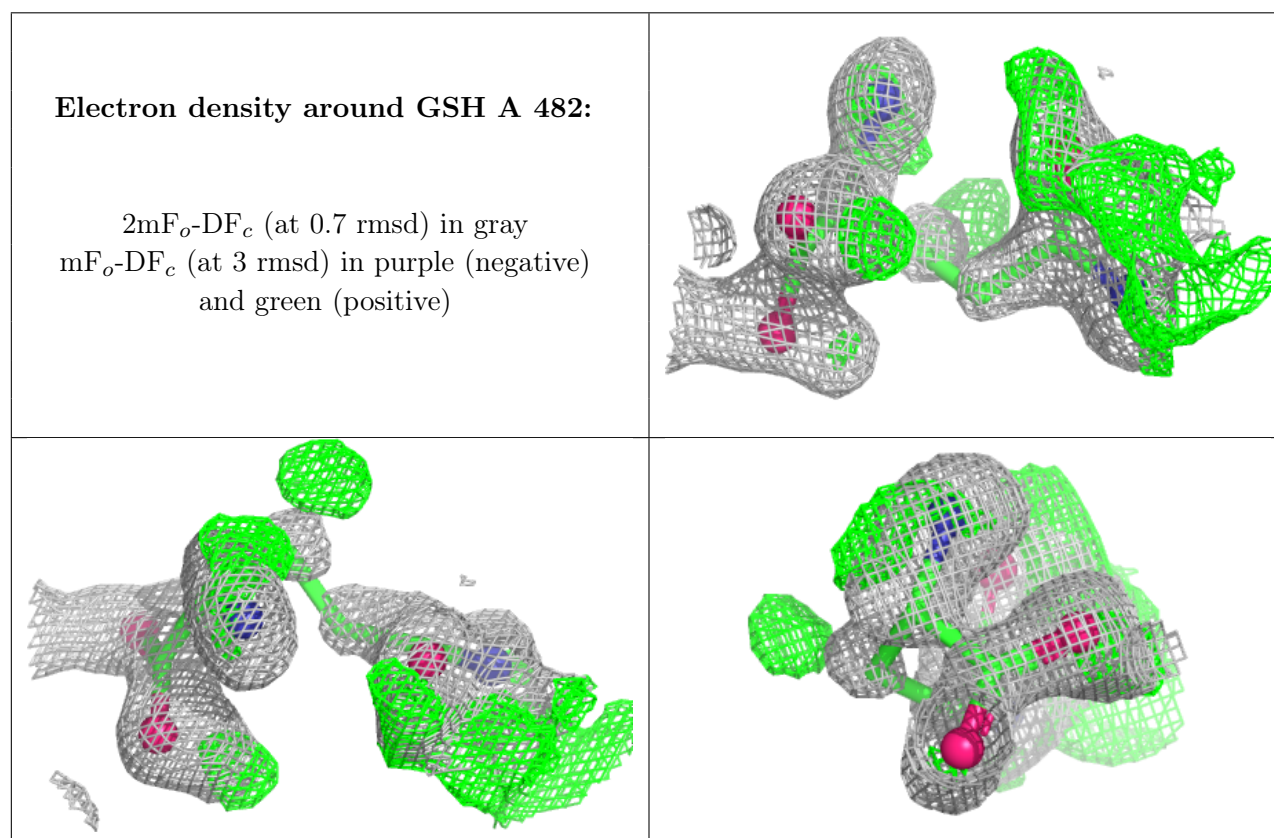 Electron density around GSH A 482:
2mFo-DFc (at 0.7 rmsd) in gray
mFo-DFc (at 3 rmsd) in purple (negative)
and green (positive)